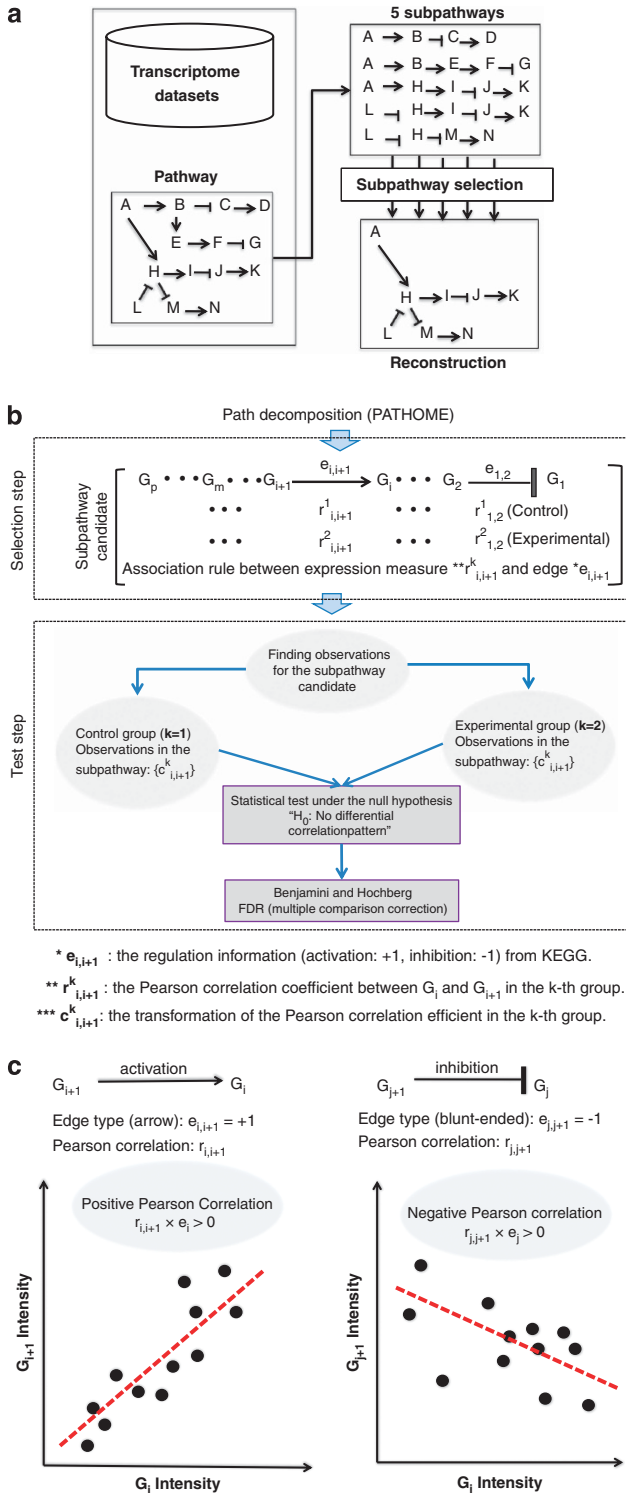 a
Transcriptome
datasets
Pathway
A B C D
E F G
H I J K
L M N
5 subpathways
A B C D
A B E F G
A H I J K
L H I J K
L H M N
Subpathway selection
A
H I J K
L M N
Reconstruction
b
Path decomposition (PATHOME)
Selection step
Subpathway
candidate
Gp • • • Gm • • • Gi+1 ei,i+1 Gi • • • G2 e1,2 G1
• • • r1i,i+1 • • • r11,2 (Control)
• • • r2i,i+1 • • • r21,2 (Experimental)
Association rule between expression measure **rki,i+1 and edge *ei,i+1
Test step
Finding observations
for the subpathway
candidate
Control group (k=1)
Observations in the
subpathway: {cki,i+1}
Experimental group (k=2)
Observations in the
subpathway: {cki,i+1}
Statistical test under the null hypothesis
“H0: No differential
correlationpattern”
Benjamini and Hochberg
FDR (multiple comparison correction)
* ei,i+1 : the regulation information (activation: +1, inhibition: -1) from KEGG.
** rki,i+1 : the Pearson correlation coefficient between Gi and Gi+1 in the k-th group.
*** cki,i+1: the transformation of the Pearson correlation efficient in the k-th group.
c
Gi+1 activation Gi
Edge type (arrow): ei,i+1 = +1
Pearson correlation: ri,i+1
Positive Pearson Correlation
ri,i+1 × ei > 0
Gi+1 Intensity
Gi Intensity
Gj+1 inhibition Gj
Edge type (blunt-ended): ej,j+1 = -1
Pearson correlation: rj,j+1
Negative Pearson correlation
rj,j+1 × ej > 0
Gj+1 Intensity
Gj Intensity